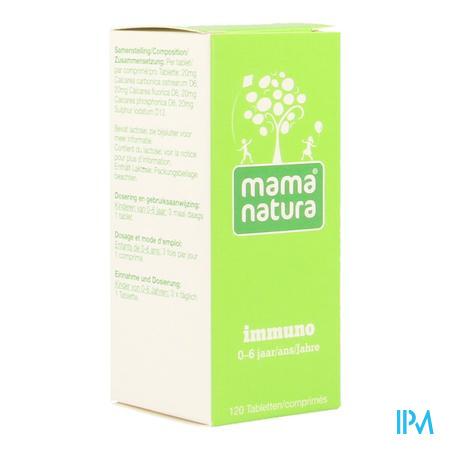 Samenstelling/Composition/
Zusammensetzung: Per tablet/
par comprimé/pro Tablette: 20mg
Calcarea carbonica ostrearum D6,
20mg Calcarea fluorica D6, 20mg
Calcarea phosphorica D6, 20mg
Sulphur iodatum D12.
Bevat lactose, zie bijsluiter voor
meer informatie.
Contient du lactose, voir la notice
pour plus d'information.
Enthält Laktose: Packungsbeilage
beachten.
Dosering en gebruiksaanwijzing:
Kinderen van 0-6 jaar: 3 maal daags
1 tablet.
Dosage et mode d'emploi:
Enfants de 0-6 ans: 3 fois par jour
1 comprimé.
Einnahme und Dosierung:
Kinder von 0-6 Jahren: 3 x täglich
1 Tablette.
mama®
natura
immuno
0-6 jaar/ans/Jahre
120 Tabletten/comprimés
IPM